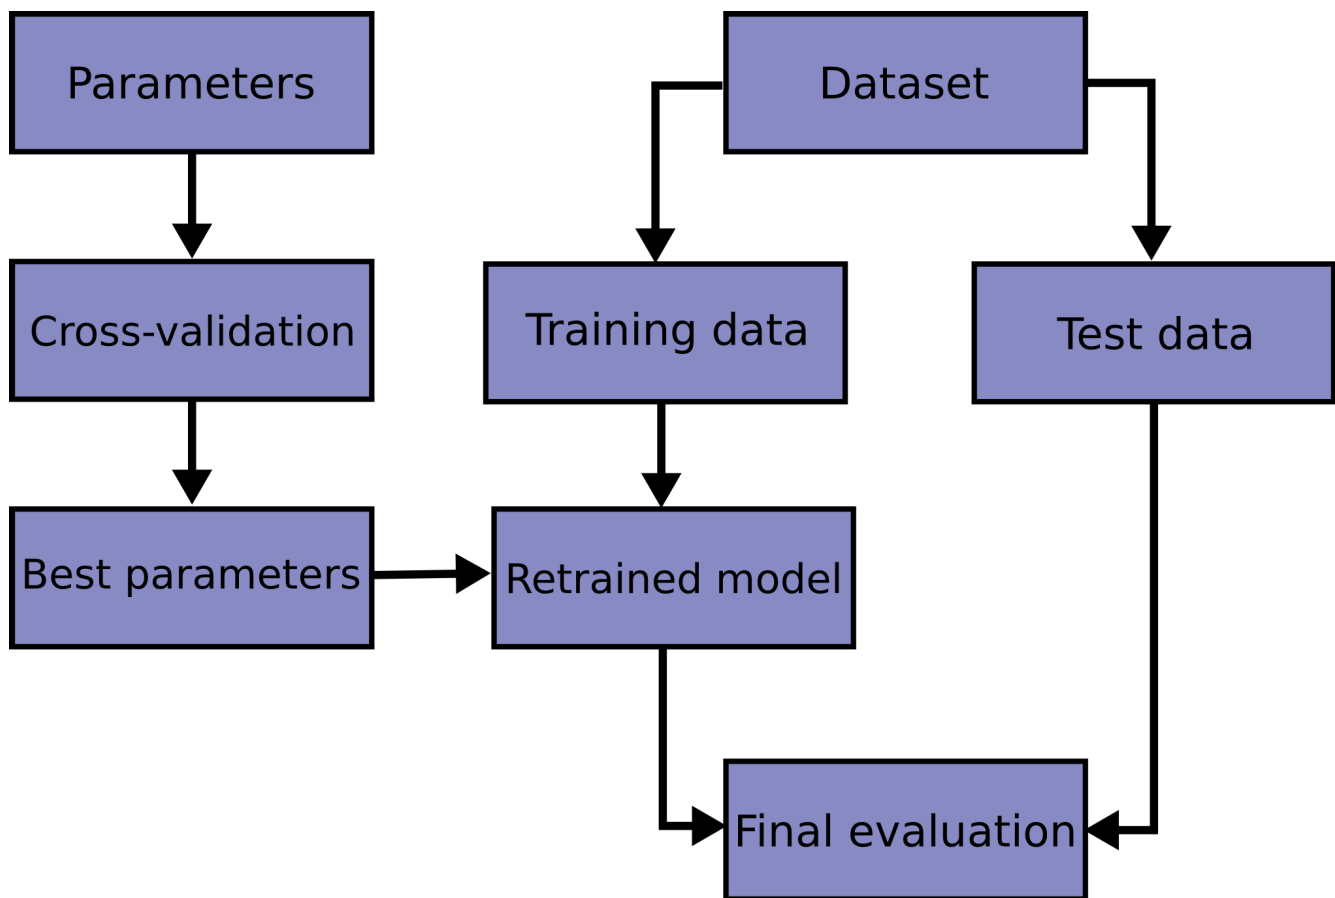 Parameters
Dataset
Cross-validation
Training data
Test data
Best parameters
Retrained model
Final evaluation